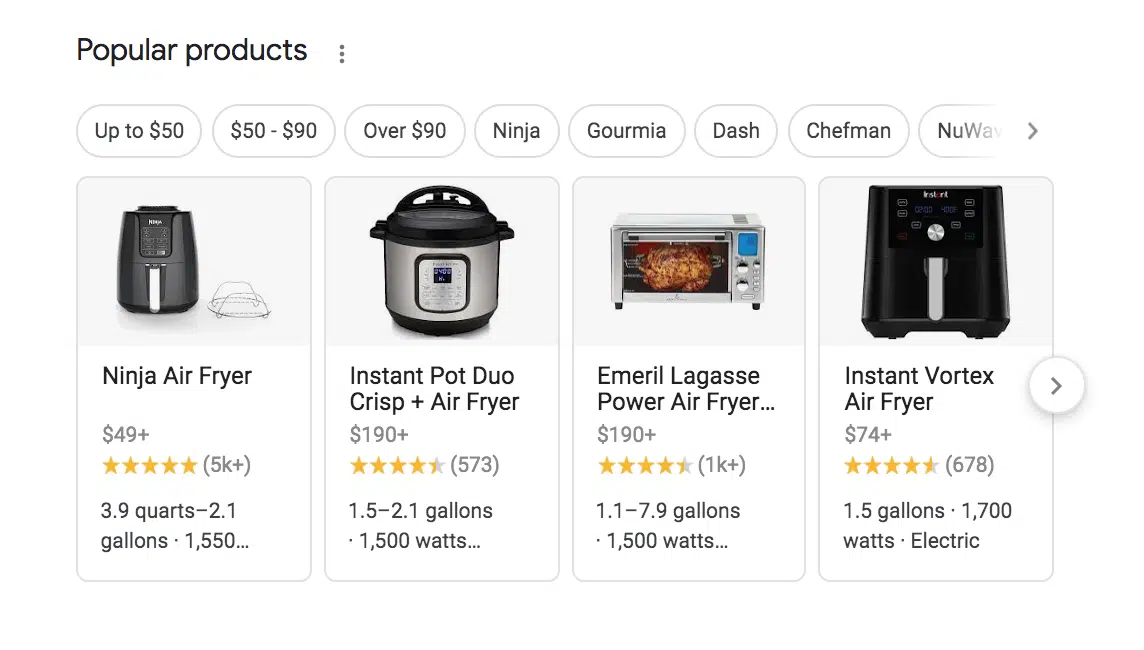 Popular products
Up to $50
$50 - $90
Over $90
Ninja
Gourmia
Dash
Chefman
NuWav
NINJA
Instant
Ninja Air Fryer
$49+
(5k+)
3.9 quarts–2.1
gallons · 1,550...
Instant Pot Duo
Crisp + Air Fryer
$190+
(573)
1.5–2.1 gallons
· 1,500 watts...
Emeril Lagasse
Power Air Fryer...
$190+
(1k+)
1.1–7.9 gallons
· 1,500 watts...
Instant Vortex
Air Fryer
$74+
(678)
1.5 gallons · 1,700
watts · Electric